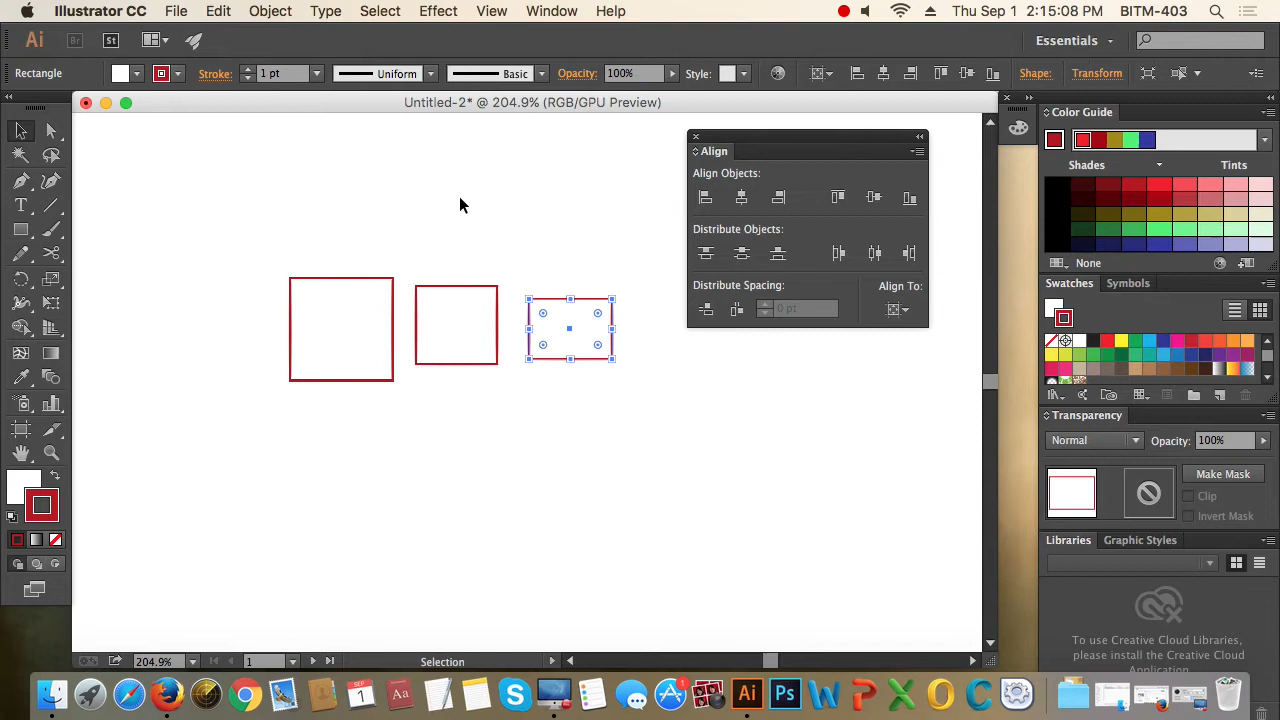 Illustrator CC File Edit Object Type Select Effect View Window Help Thu Sep 1 2:15:08 PM BITM-403
Ai Br St Essentials
Rectangle Stroke: 1 pt Uniform Basic Opacity: 100% Style: Shape: Transform
Untitled-2* @ 204.9% (RGB/GPU Preview)
Align
Align Objects:
Distribute Objects:
Distribute Spacing: Align To:
0 pt
Color Guide
Shades Tints
None
Swatches Symbols
Transparency
Normal Opacity: 100%
Make Mask
Clip
Invert Mask
Libraries Graphic Styles
To use Creative Cloud Libraries,
please install the Creative Cloud
Application
204.9% 1 Selection